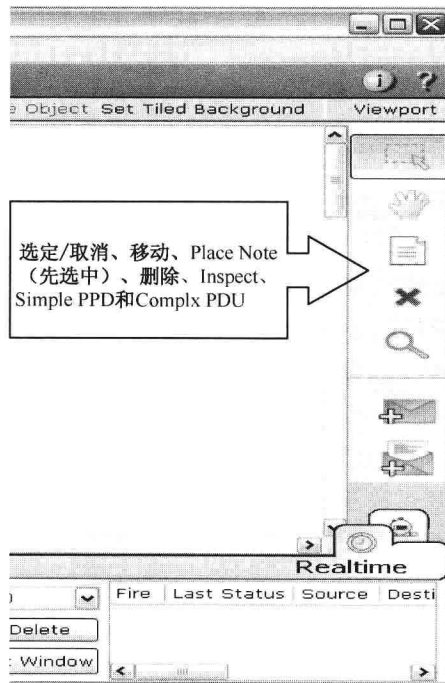 Object Set Tiled Background
Viewport
选定/取消、移动、Place Note
（先选中）、删除、Inspect、
Simple PPD和Complx PDU
Realtime
Fire Last Status Source Desti
Delete
Window